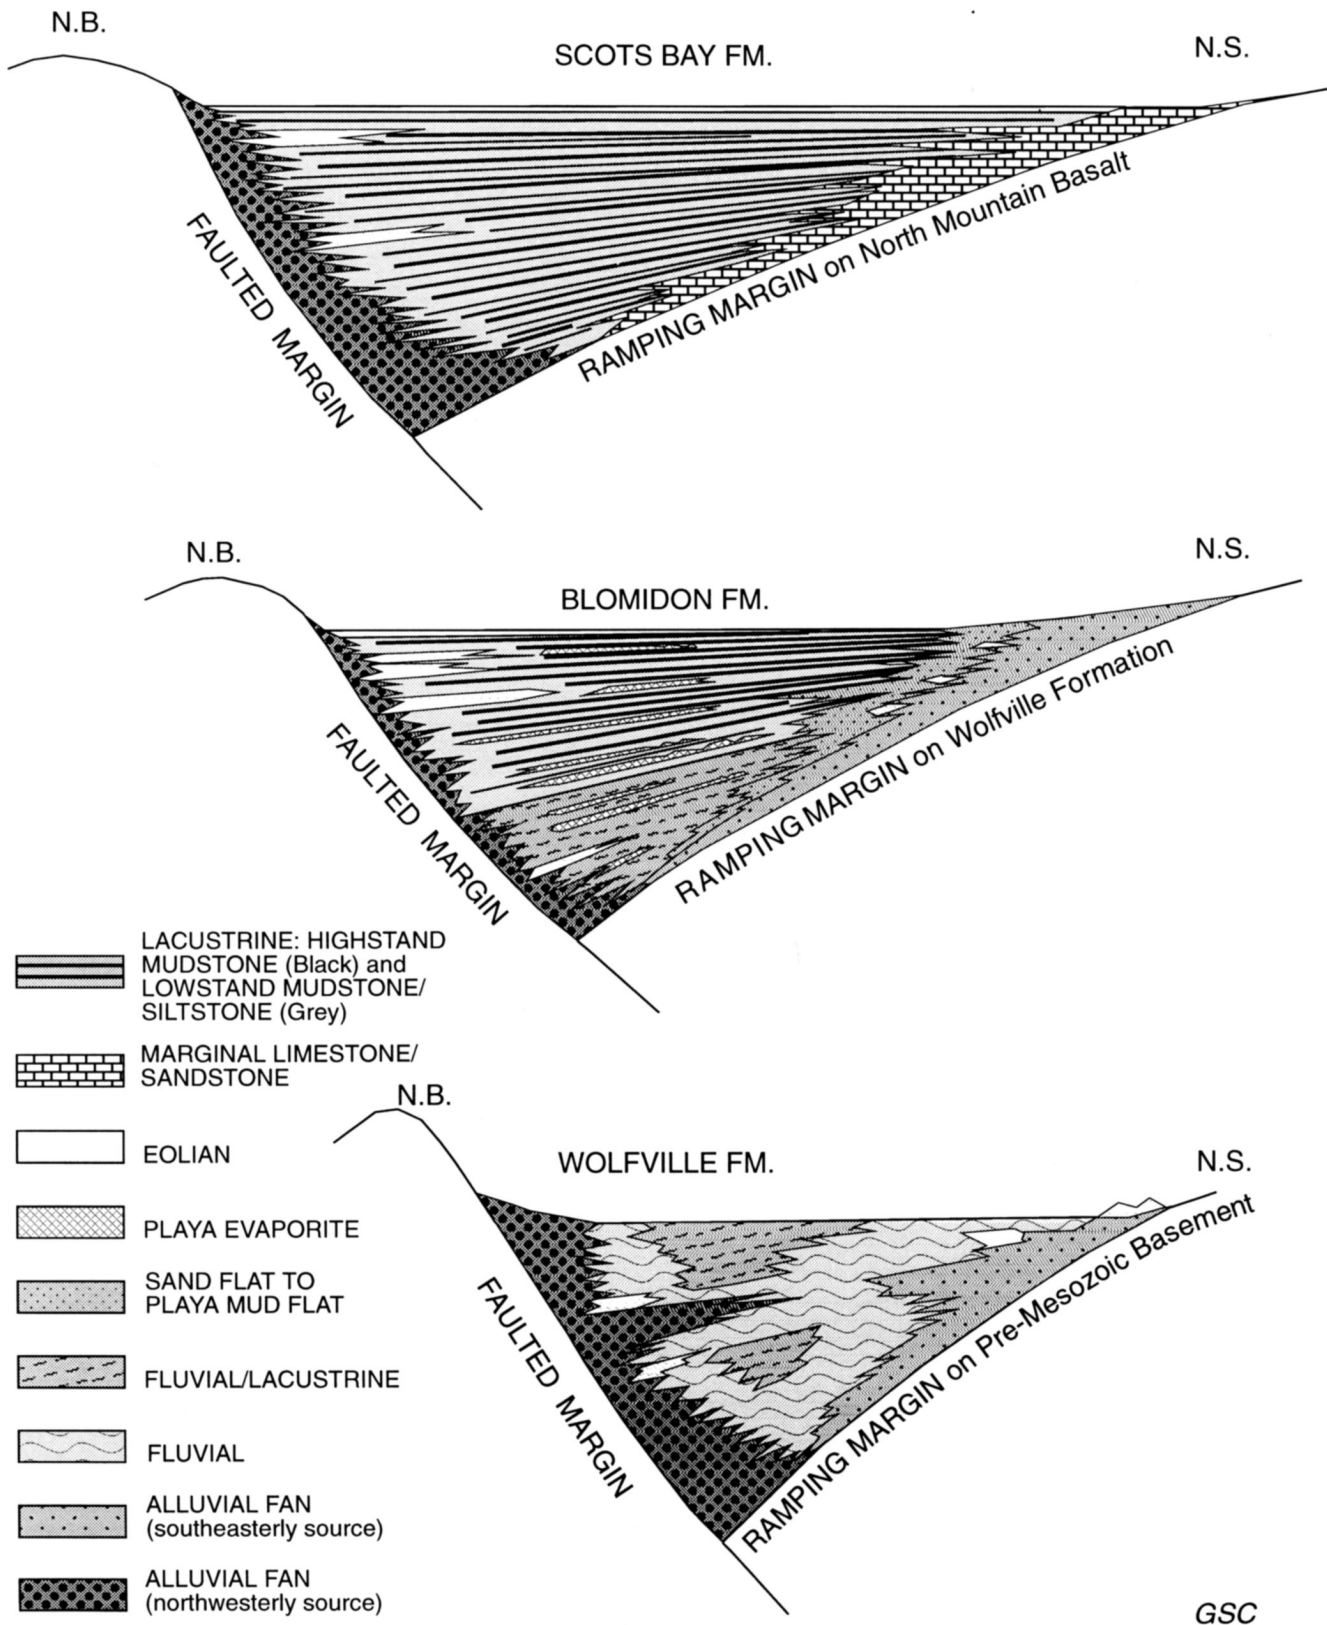 N.B.
SCOTS BAY FM.
N.S.
FAULTED MARGIN
RAMPING MARGIN on North Mountain Basalt
N.B.
BLOMIDON FM.
N.S.
FAULTED MARGIN
RAMPING MARGIN on Wolfville Formation
N.B.
WOLFVILLE FM.
N.S.
FAULTED MARGIN
RAMPING MARGIN on Pre-Mesozoic Basement
LACUSTRINE: HIGHSTAND
MUDSTONE (Black) and
LOWSTAND MUDSTONE/
SILTSTONE (Grey)
MARGINAL LIMESTONE/
SANDSTONE
EOLIAN
PLAYA EVAPORITE
SAND FLAT TO
PLAYA MUD FLAT
FLUVIAL/LACUSTRINE
FLUVIAL
ALLUVIAL FAN
(southeasterly source)
ALLUVIAL FAN
(northwesterly source)
GSC